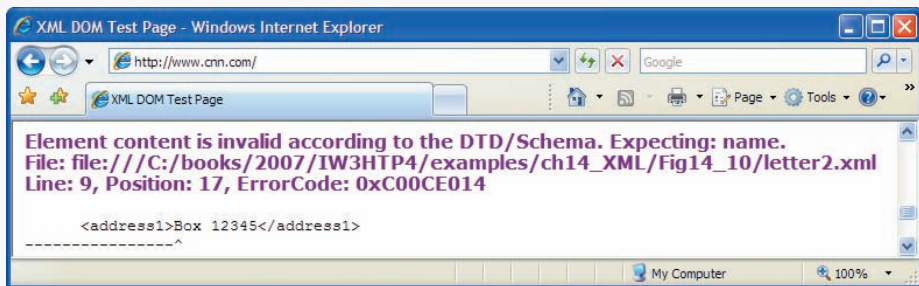 XML DOM Test Page - Windows Internet Explorer
http://www.cnn.com/
Google
XML DOM Test Page
Page
Tools
Element content is invalid according to the DTD/Schema. Expecting: name.
File: file:///C:/books/2007/IW3HTP4/examples/ch14_XML/Fig14_10/letter2.xml
Line: 9, Position: 17, ErrorCode: 0xC00CE014
<address1>Box 12345</address1>
----------------^
My Computer
100%